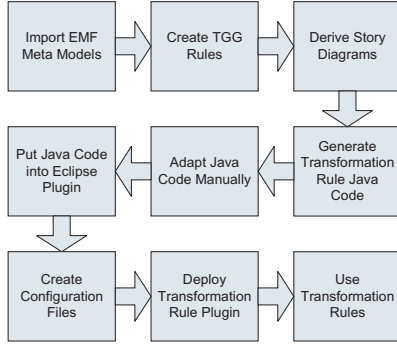 Import EMF
Meta Models
Create TGG
Rules
Derive Story
Diagrams
Generate
Transformation
Rule Java
Code
Adapt Java
Code Manually
Put Java Code
into Eclipse
Plugin
Create
Configuration
Files
Deploy
Transformation
Rule Plugin
Use
Transformation
Rules